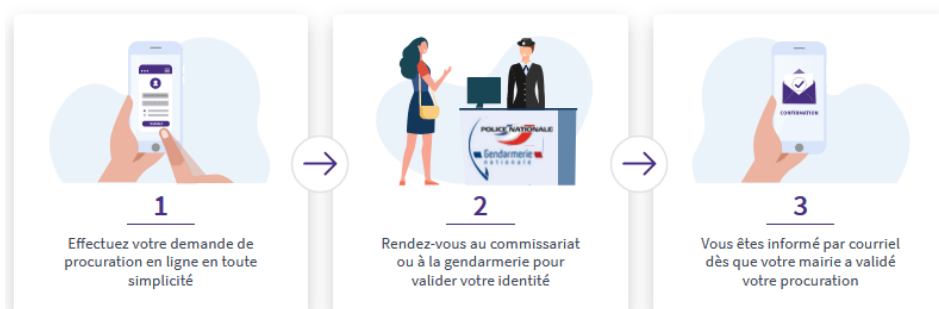 CONFIRMATION
POLICE NATIONALE
Gendarmerie
nationale
1
Effectuez votre demande de
procuration en ligne en toute
simplicité
2
Rendez-vous au commissariat
ou à la gendarmerie pour
valider votre identité
3
Vous êtes informé par courriel
dès que votre mairie a validé
votre procuration